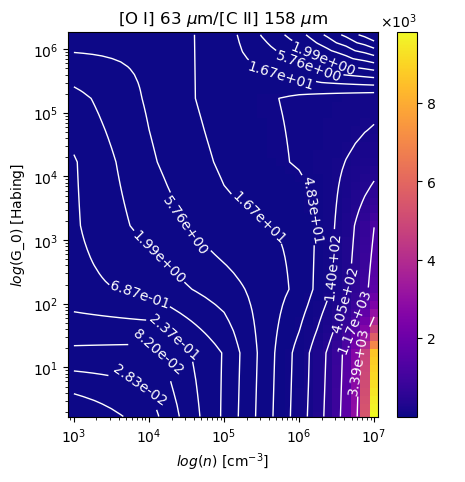 [O I] 63 μm/[C II] 158 μm
×10³
10⁶
10⁵
10⁴
10³
10²
10¹
log(G_0) [Habing]
1.99e+00
5.76e+00
1.67e+01
4.83e+01
1.67e+01
5.76e+00
1.99e+00
6.87e-01
2.37e-01
8.20e-02
2.83e-02
1.40e+02
4.05e+02
1.17e+03
3.39e+03
8
6
4
2
10³
10⁴
10⁵
10⁶
10⁷
log(n) [cm⁻³]